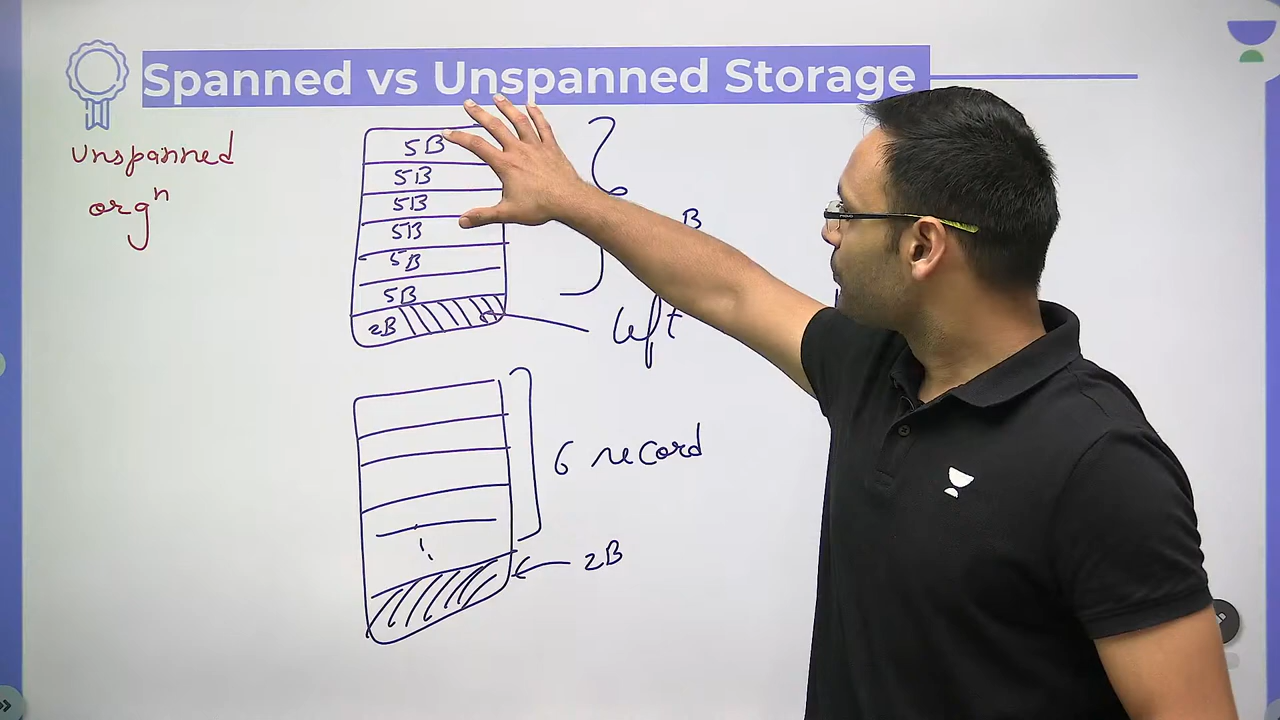 Spanned vs Unspanned Storage
Unspanned
orgⁿ
5B
5B
5B
5B
5B
5B
2B
B
left
6 record
2B